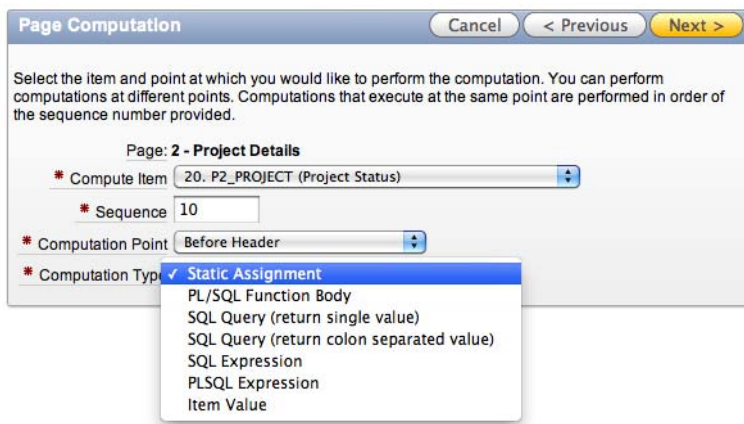 Page Computation
Cancel
< Previous
Next >
Select the item and point at which you would like to perform the computation. You can perform
computations at different points. Computations that execute at the same point are performed in order of
the sequence number provided.
Page: 2 - Project Details
* Compute Item 20. P2_PROJECT (Project Status)
* Sequence 10
* Computation Point Before Header
* Computation Type ✓ Static Assignment
PL/SQL Function Body
SQL Query (return single value)
SQL Query (return colon separated value)
SQL Expression
PLSQL Expression
Item Value